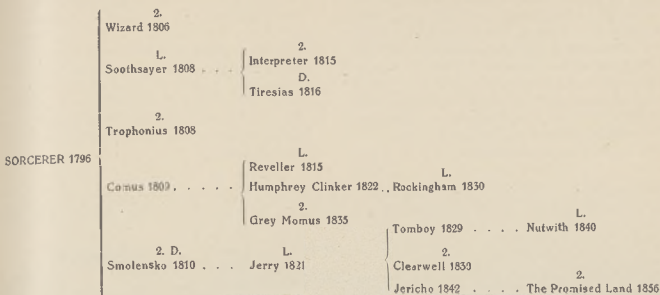 2.
Wizard 1806
L.
Soothsayer 1808 . . .
2.
Interpreter 1815
D.
Tiresias 1816
2.
Trophonius 1808
SORCERER 1796
L.
Reveller 1815
Comus 1809 . . . . . Humphrey Clinker 1822 . . Rockingham 1830
L.
2.
Grey Momus 1835
2. D.
Smolensko 1810 . . .
L.
Jerry 1821
Tomboy 1829 . . . . Nutwith 1840
L.
2.
Clearwell 1830
Jericho 1842 . . . . The Promised Land 1856
2.